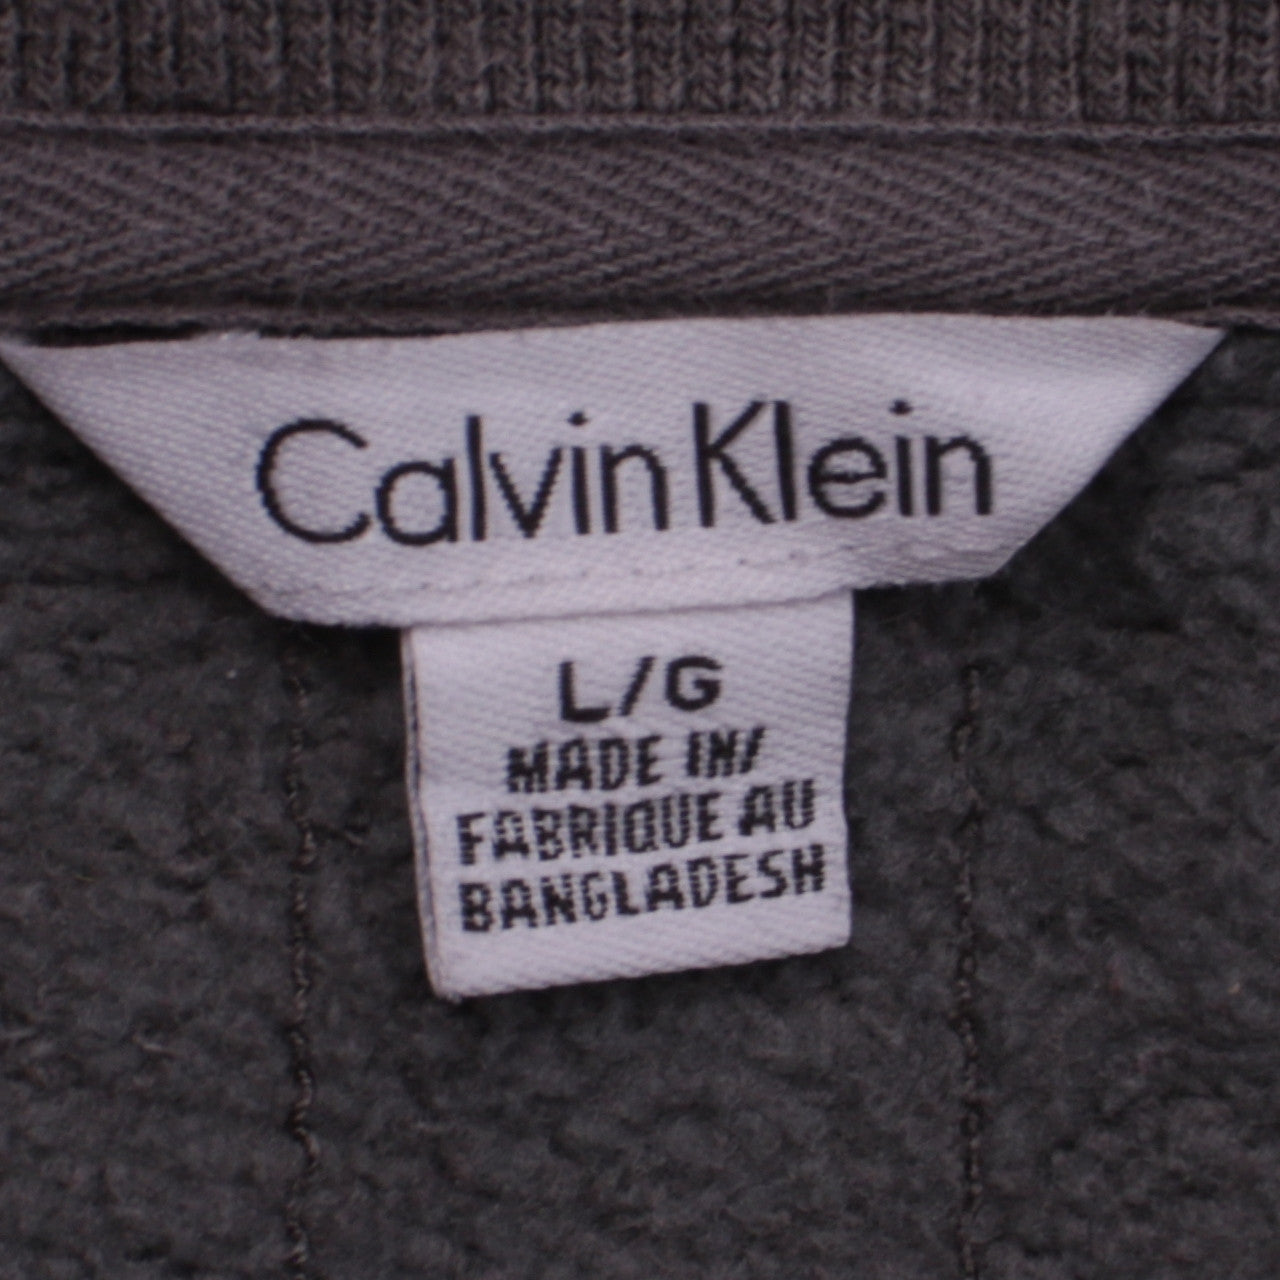 Calvin Klein
L/G
MADE IN/
FABRIQUE AU
BANGLADESH